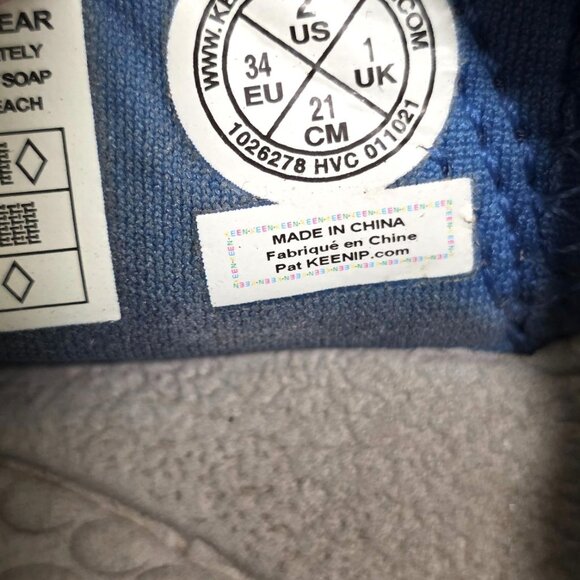 EAR
TELY
SOAP
EACH
WWW.KE
.COM
2
US
34
EU
1
UK
21
CM
1026278 HVC 011021
MADE IN CHINA
Fabriqué en Chine
Pat KEENIP.com